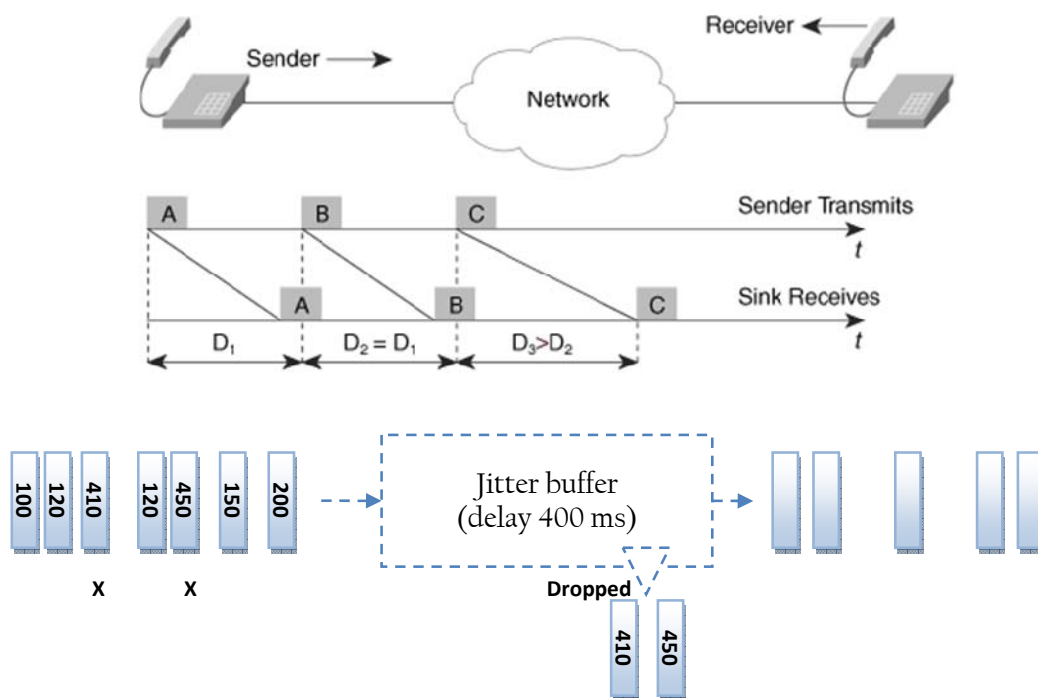 Sender
Receiver
Network
A B C Sender Transmits
t
A B C Sink Receives
t
D₁ D₂ = D₁ D₃>D₂
100 120 410 120 450 150 200
Jitter buffer
(delay 400 ms)
X X
Dropped
410 450